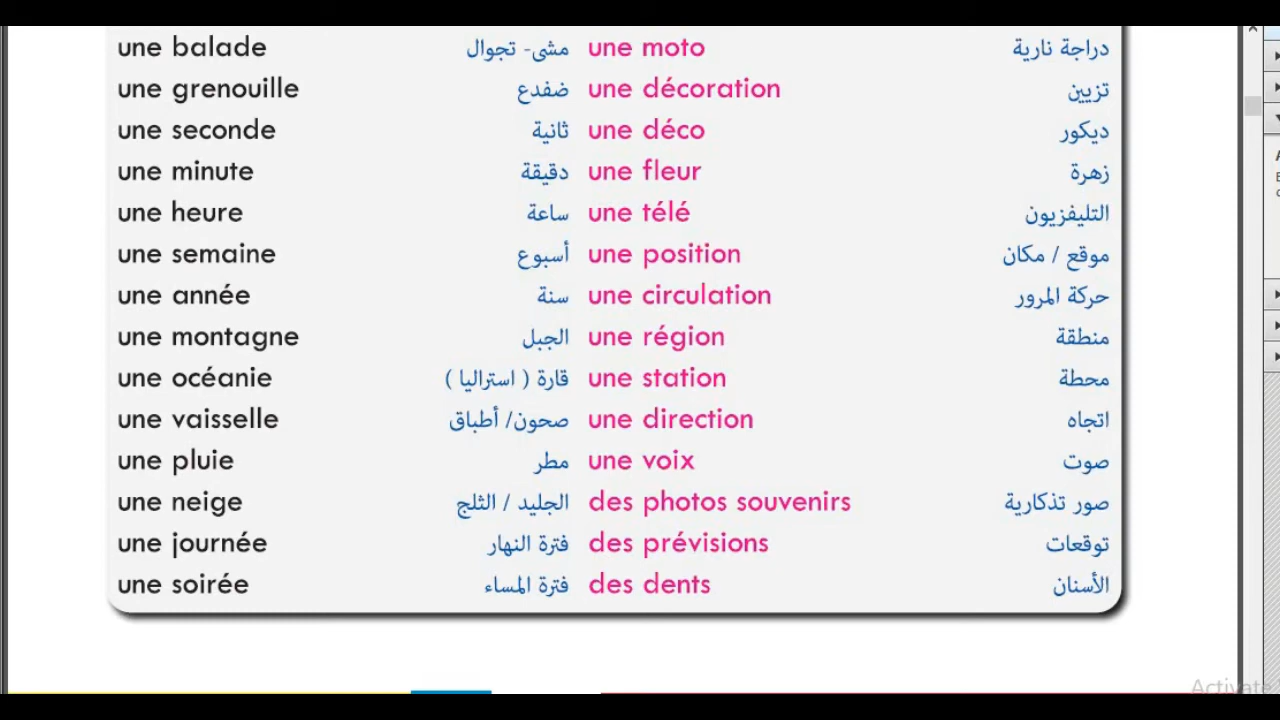 une balade مشى- تجوال une moto دراجة نارية
une grenouille ضفدع une décoration تزيين
une seconde ثانية une déco ديكور
une minute دقيقة une fleur زهرة
une heure ساعة une télé التليفزيون
une semaine أسبوع une position موقع / مكان
une année سنة une circulation حركة المرور
une montagne الجبل une région منطقة
une océanie قارة ( استراليا ) une station محطة
une vaisselle صحون/ أطباق une direction اتجاه
une pluie مطر une voix صوت
une neige الجليد / الثلج des photos souvenirs صور تذكارية
une journée فترة النهار des prévisions توقعات
une soirée فترة المساء des dents الأسنان
Activate